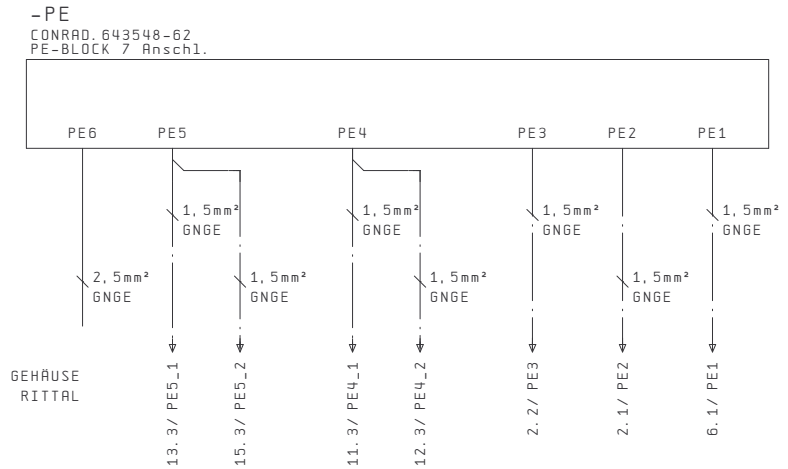 -PE
CONRAD.643548-62
PE-BLOCK 7 Anschl.
PE6 PE5 PE4 PE3 PE2 PE1
1,5mm² 1,5mm² 1,5mm² 1,5mm²
GNGE GNGE GNGE GNGE
2,5mm² 1,5mm² 1,5mm² 1,5mm²
GNGE GNGE GNGE GNGE
GEHÄUSE
RITTAL
13.3/ PE5_1
15.3/ PE5_2
11.3/ PE4_1
12.3/ PE4_2
2.2/ PE3
2.1/ PE2
6.1/ PE1